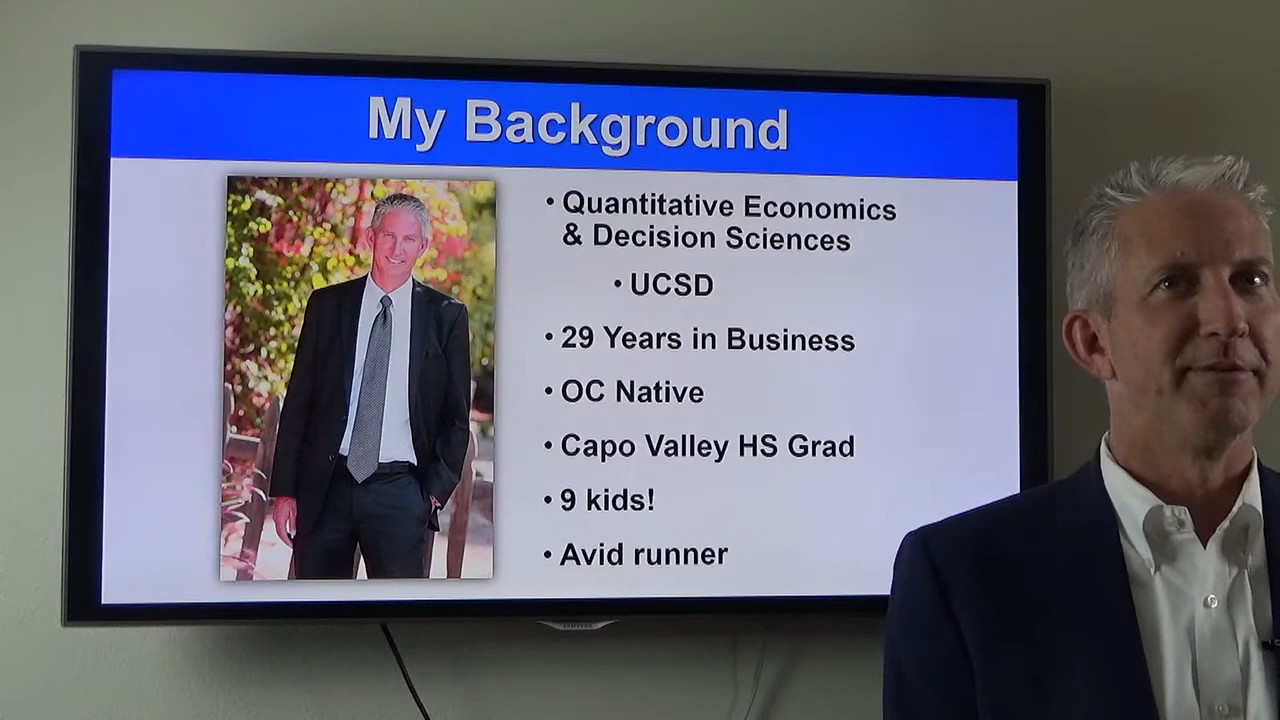 My Background
• Quantitative Economics
& Decision Sciences
• UCSD
• 29 Years in Business
• OC Native
• Capo Valley HS Grad
• 9 kids!
• Avid runner
SAMSUNG